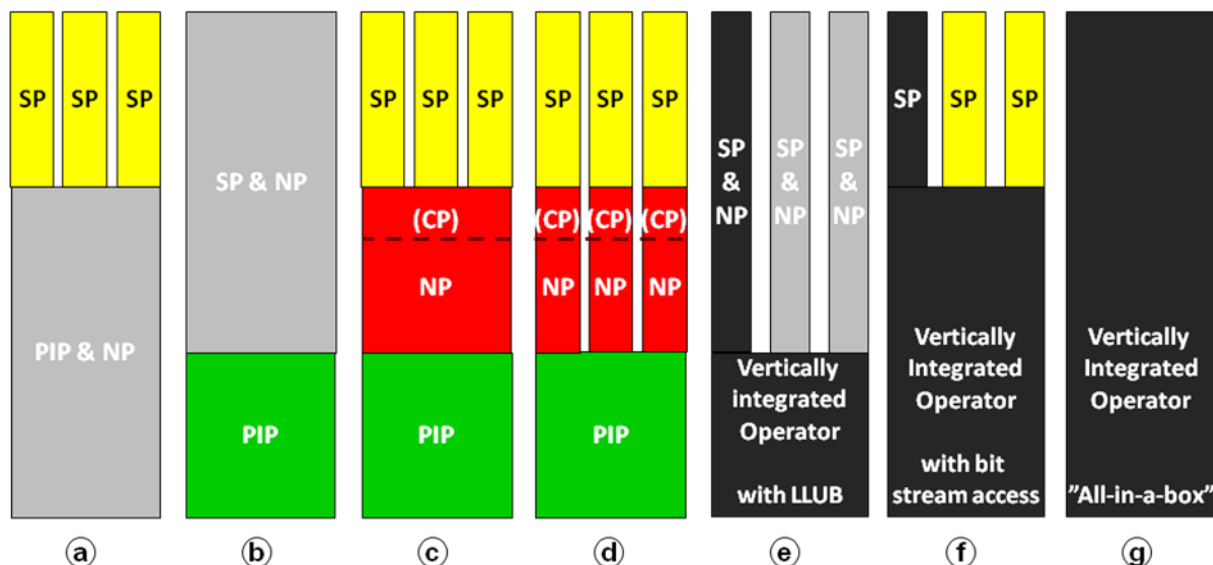 SP SP SP
PIP & NP
a
SP & NP
PIP
b
SP SP SP
(CP)
NP
PIP
c
SP SP SP
(CP) (CP) (CP)
NP NP NP
PIP
d
SP SP SP
& & &
NP NP NP
Vertically
integrated
Operator
with LLUB
e
SP SP SP
Vertically
Integrated
Operator
with bit
stream access
f
Vertically
Integrated
Operator
”All-in-a-box”
g